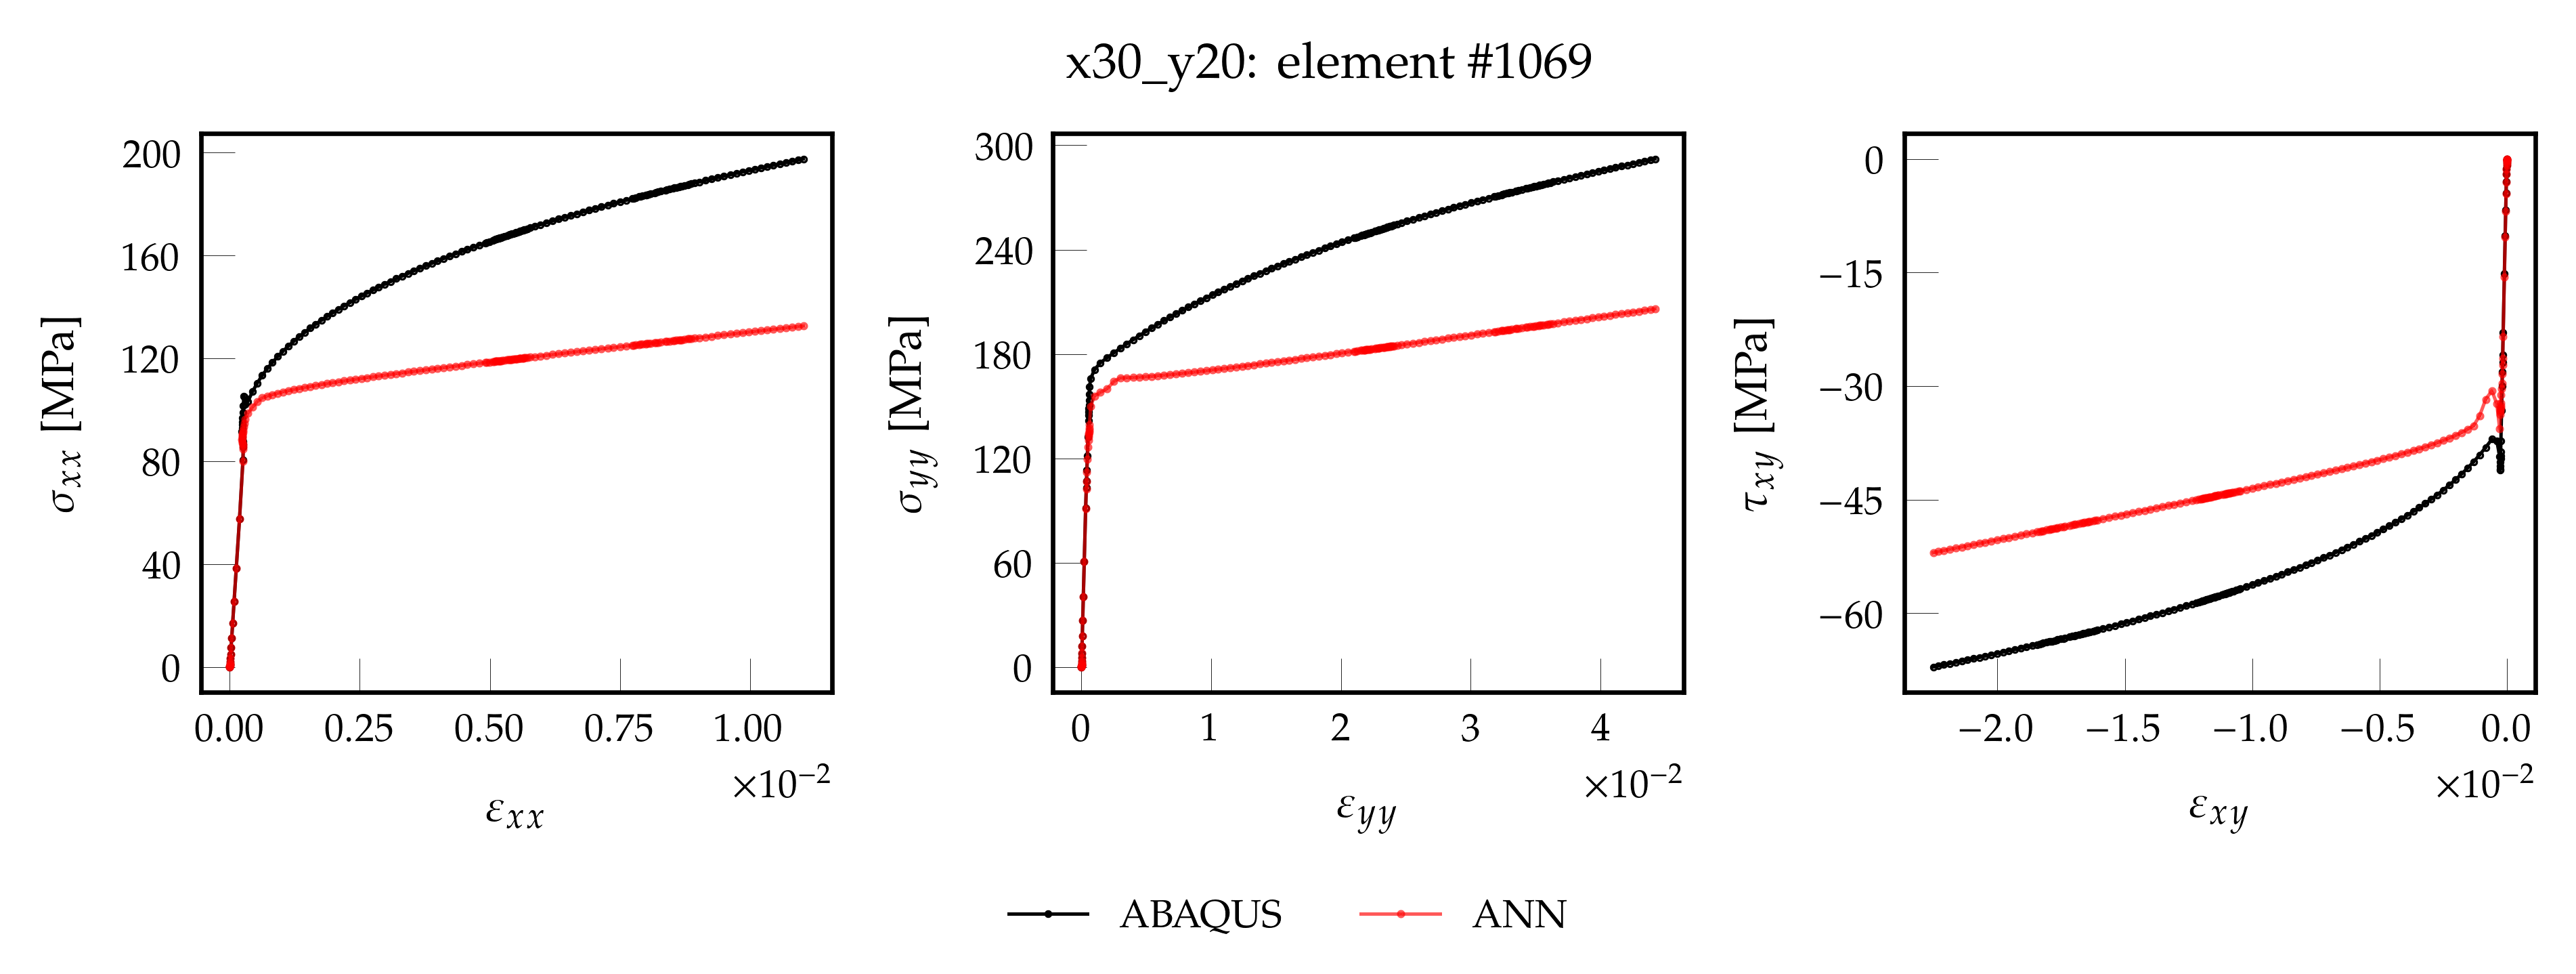 x30_y20: element #1069
σxx [MPa]
200
160
120
80
40
0
0.00 0.25 0.50 0.75 1.00
×10−2
εxx
σyy [MPa]
300
240
180
120
60
0
0 1 2 3 4
×10−2
εyy
τxy [MPa]
0
−15
−30
−45
−60
−2.0 −1.5 −1.0 −0.5 0.0
×10−2
εxy
ABAQUS ANN